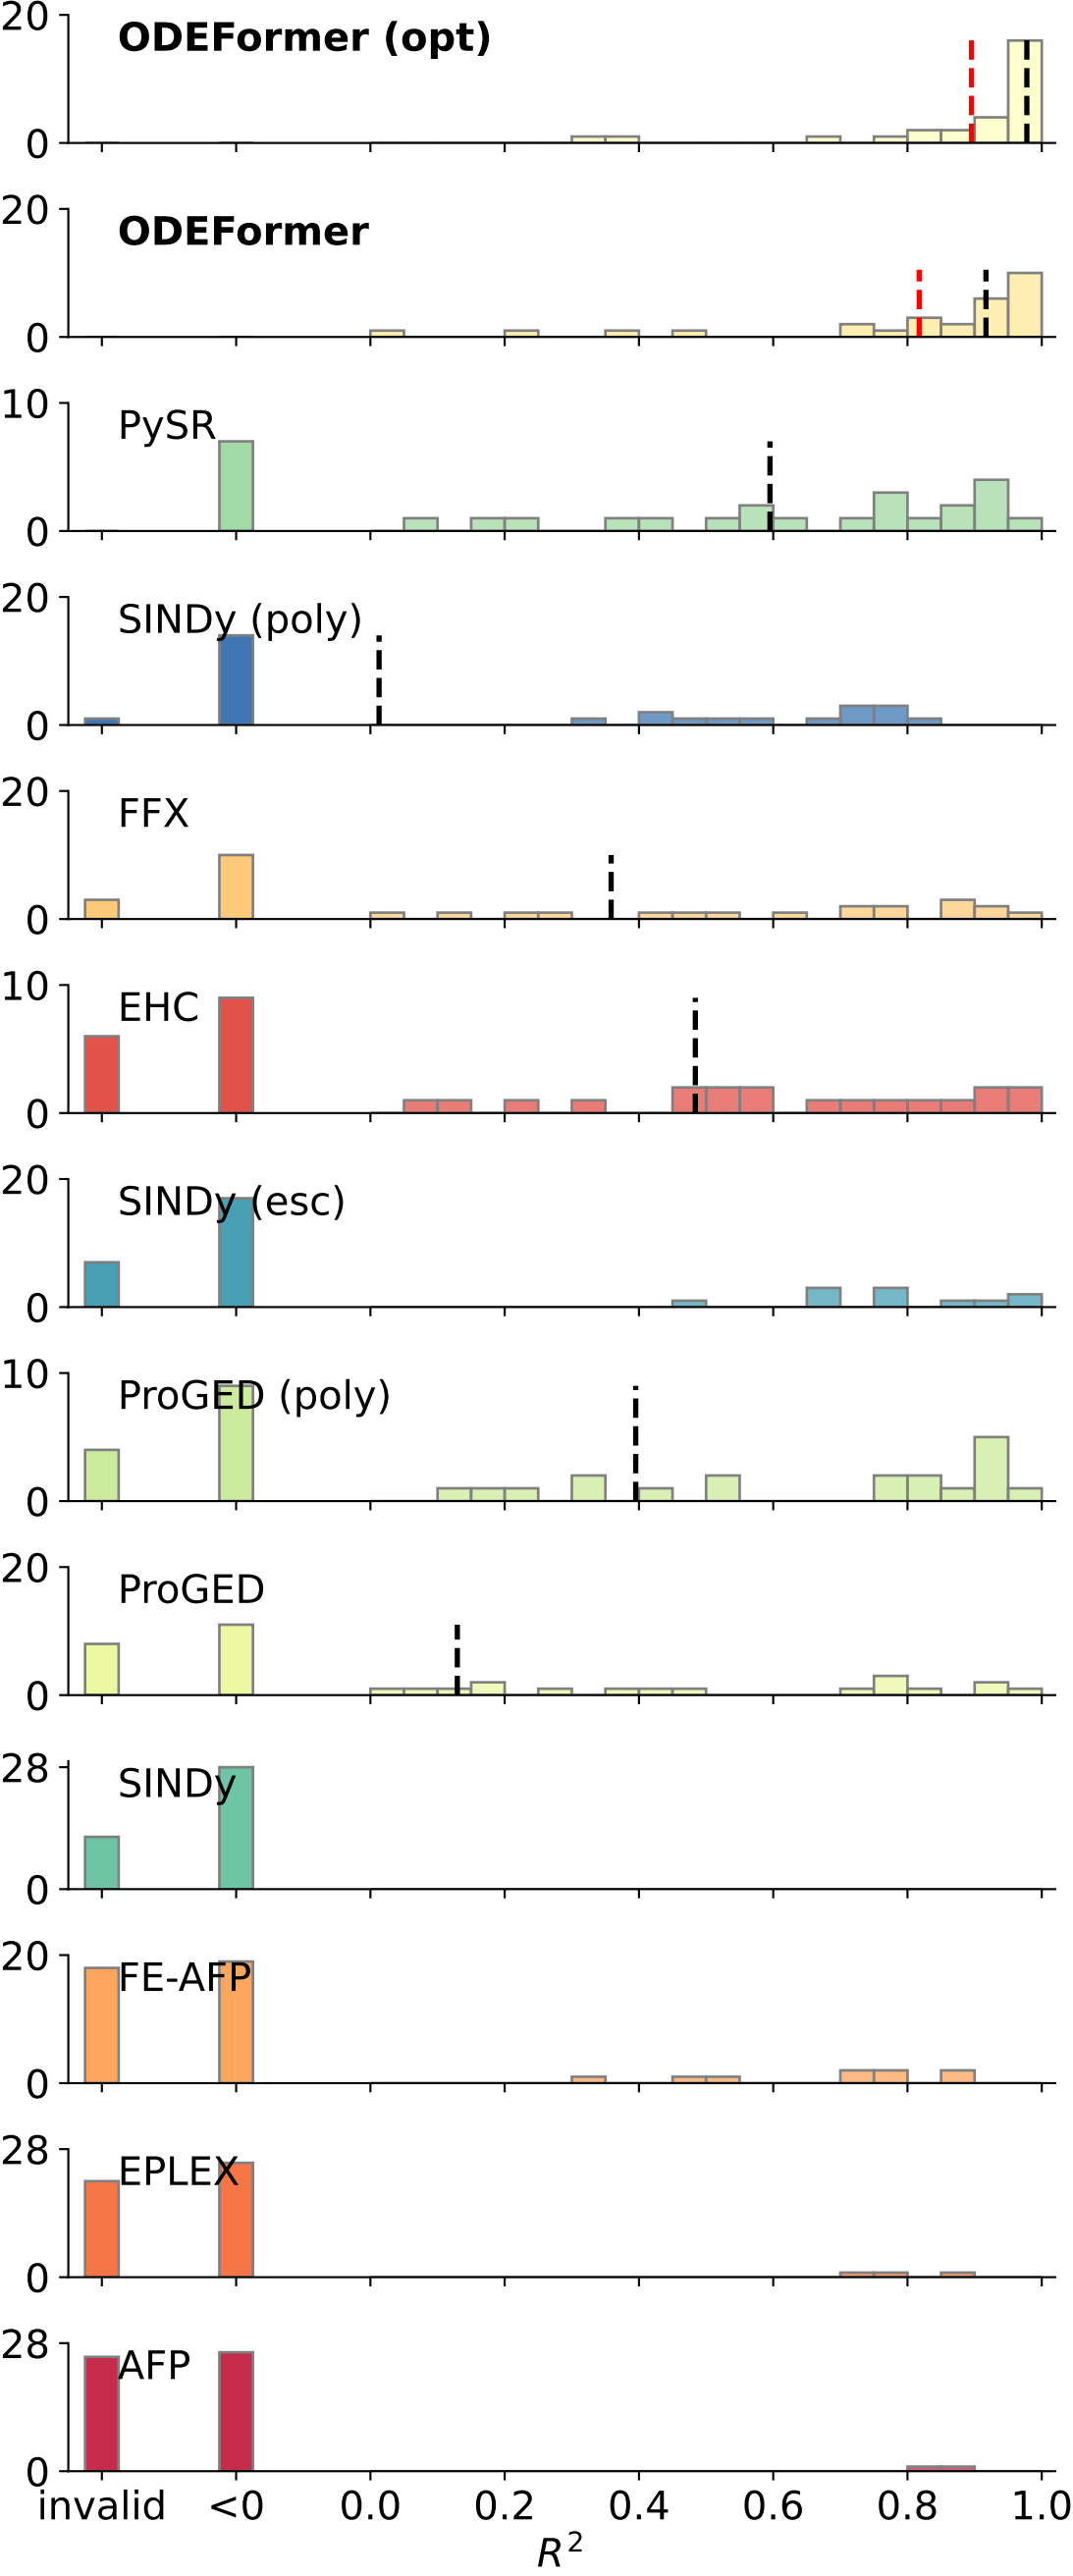 20
ODEFormer (opt)
0
20
ODEFormer
0
10
PySR
0
20
SINDy (poly)
0
20
FFX
0
10
EHC
0
20
SINDy (esc)
0
10
ProGED (poly)
0
20
ProGED
0
28
SINDy
0
20
FE-AFP
0
28
EPLEX
0
28
AFP
0
invalid <0 0.0 0.2 0.4 0.6 0.8 1.0
R²